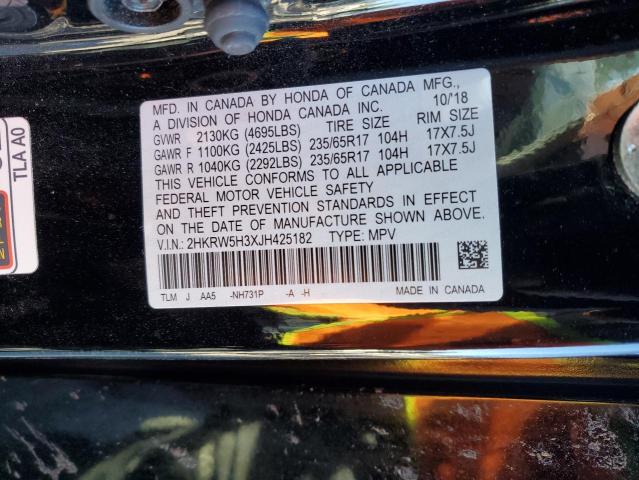 MFD. IN CANADA BY HONDA OF CANADA MFG.,
A DIVISION OF HONDA CANADA INC. 10/'18
GVWR 2130KG (4695LBS) TIRE SIZE RIM SIZE
GAWR F 1100KG (2425LBS) 235/65R17 104H 17X7.5J
GAWR R 1040KG (2292LBS) 235/65R17 104H 17X7.5J
THIS VEHICLE CONFORMS TO ALL APPLICABLE
FEDERAL MOTOR VEHICLE SAFETY
AND THEFT PREVENTION STANDARDS IN EFFECT
ON THE DATE OF MANUFACTURE SHOWN ABOVE.
V.I.N.: 2HKRW5H3XJH425182 TYPE: MPV
TLM J AA5 -NH731P -A -H MADE IN CANADA
TLA A0